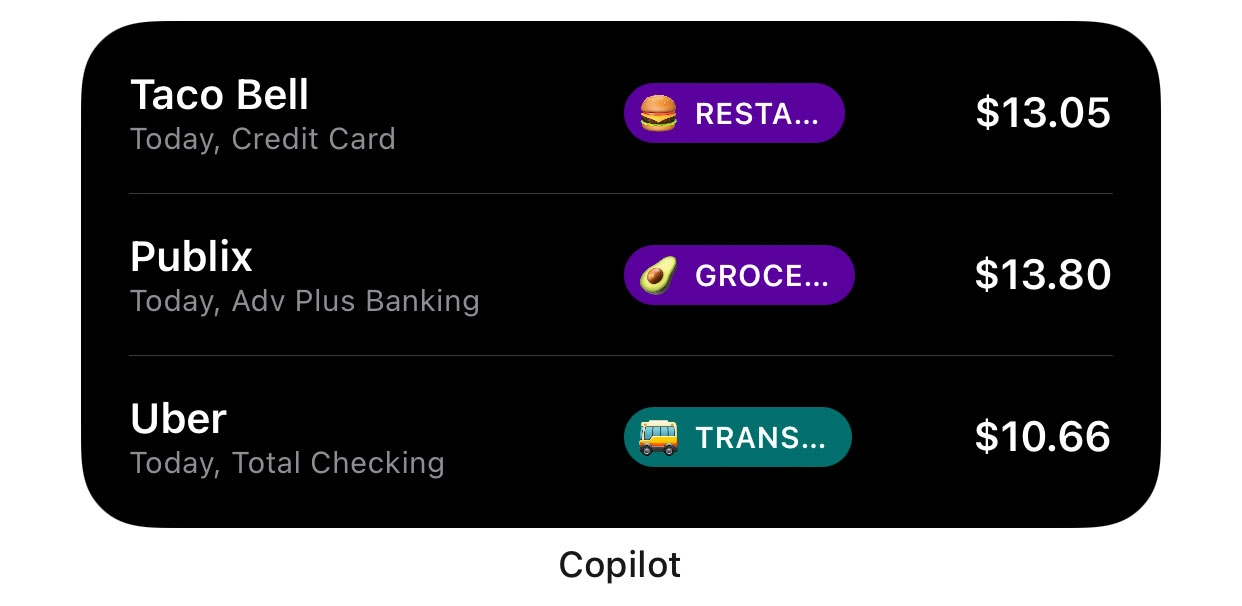 Taco Bell
Today, Credit Card
RESTA...
$13.05
Publix
Today, Adv Plus Banking
GROCE...
$13.80
Uber
Today, Total Checking
TRANS...
$10.66
Copilot